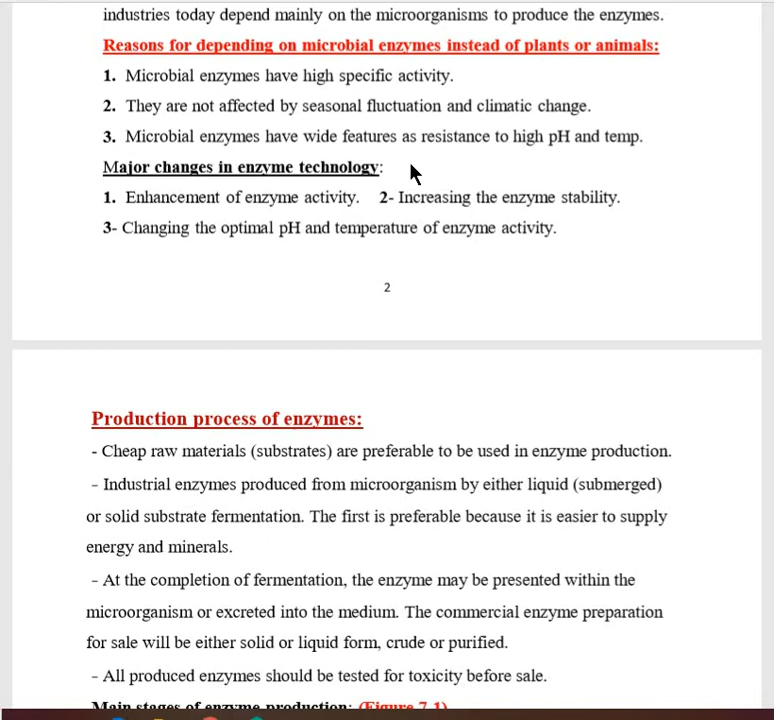 industries today depend mainly on the microorganisms to produce the enzymes.
Reasons for depending on microbial enzymes instead of plants or animals:
1. Microbial enzymes have high specific activity.
2. They are not affected by seasonal fluctuation and climatic change.
3. Microbial enzymes have wide features as resistance to high pH and temp.
Major changes in enzyme technology:
1. Enhancement of enzyme activity. 2- Increasing the enzyme stability.
3- Changing the optimal pH and temperature of enzyme activity.
2
Production process of enzymes:
- Cheap raw materials (substrates) are preferable to be used in enzyme production.
- Industrial enzymes produced from microorganism by either liquid (submerged)
or solid substrate fermentation. The first is preferable because it is easier to supply
energy and minerals.
- At the completion of fermentation, the enzyme may be presented within the
microorganism or excreted into the medium. The commercial enzyme preparation
for sale will be either solid or liquid form, crude or purified.
- All produced enzymes should be tested for toxicity before sale.
Main stages of enzyme production: (Figure 7.1)